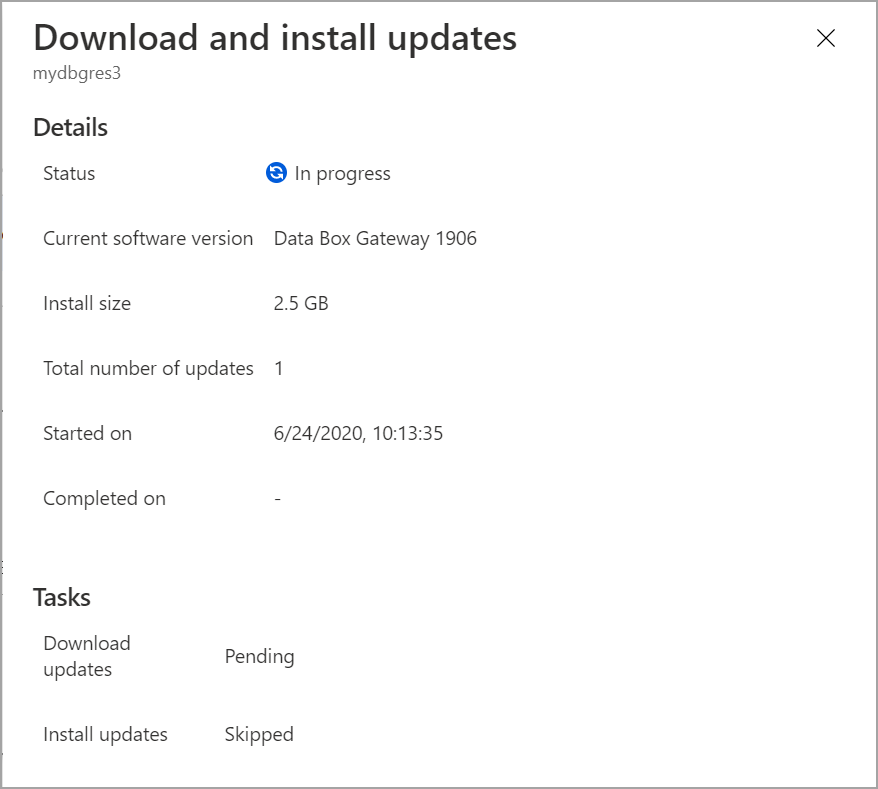 Download and install updates
mydbgres3
Details
Status In progress
Current software version Data Box Gateway 1906
Install size 2.5 GB
Total number of updates 1
Started on 6/24/2020, 10:13:35
Completed on -
Tasks
Download
updates Pending
Install updates Skipped